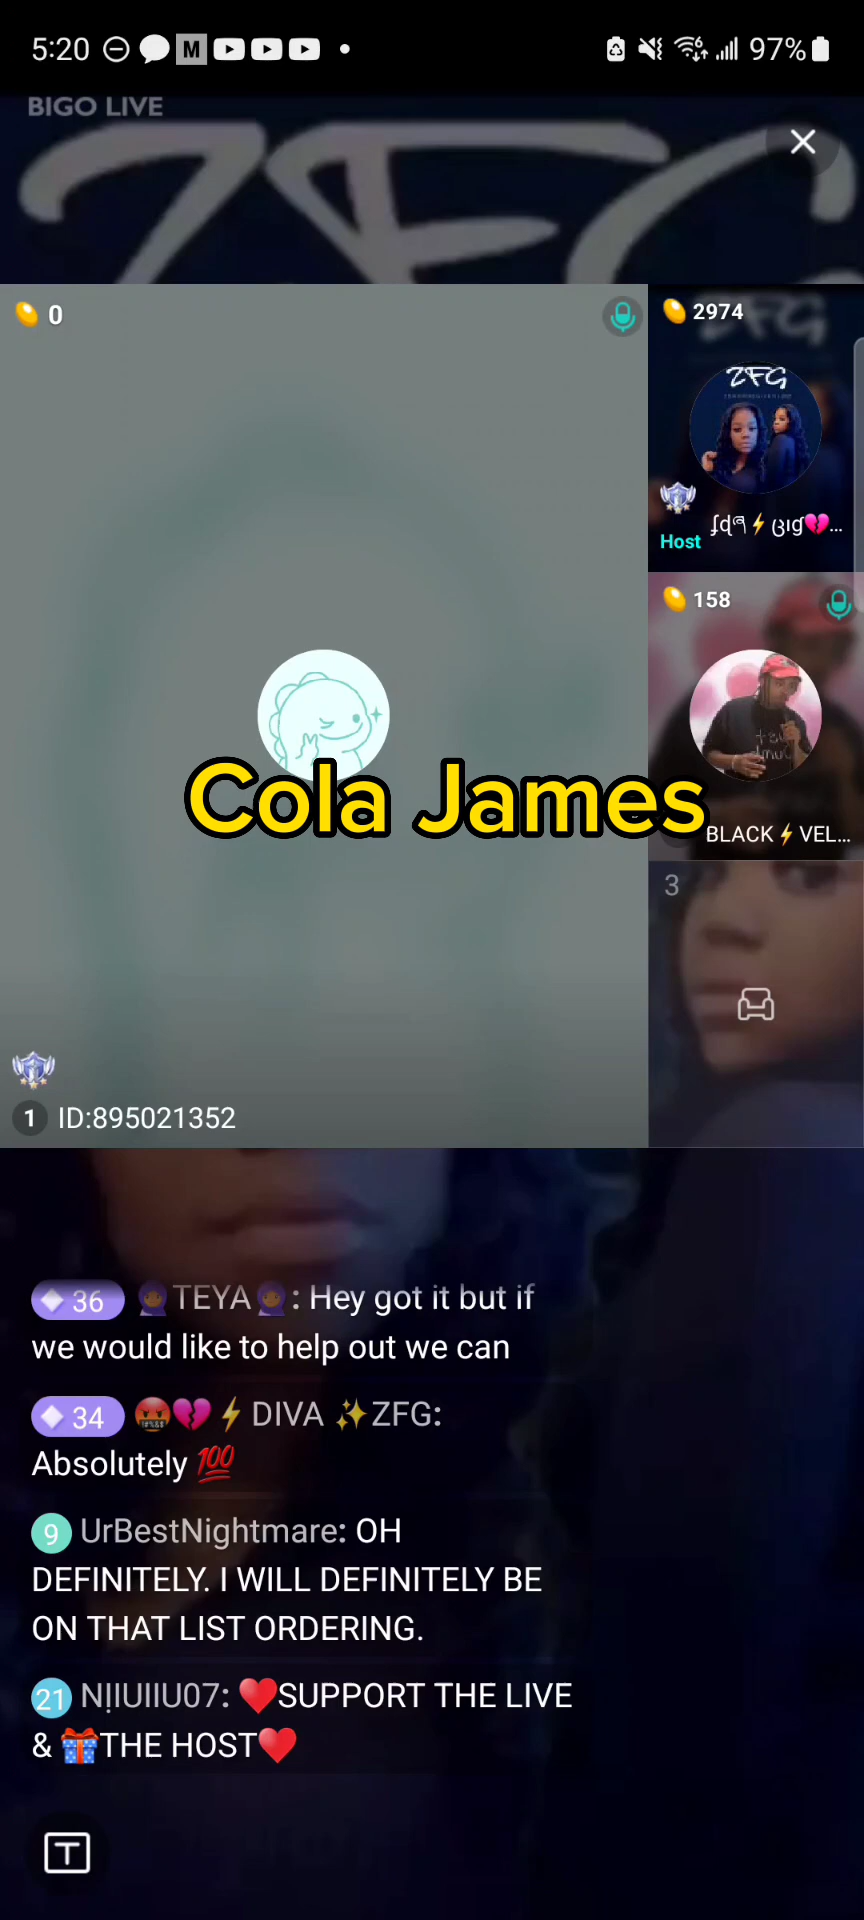 5:20 M 97%
BIGO LIVE
ZFG
0
2974
ZFG
Host
158
Cola James
BLACK⚡VEL...
3
1 ID:895021352
36 🧕TEYA🧕: Hey got it but if
we would like to help out we can
34 🤬💔⚡DIVA ✨ZFG:
Absolutely 💯
9 UrBestNightmare: OH
DEFINITELY. I WILL DEFINITELY BE
ON THAT LIST ORDERING.
21 NỊIUIIU07: ❤️SUPPORT THE LIVE
& 🎁THE HOST❤️
T